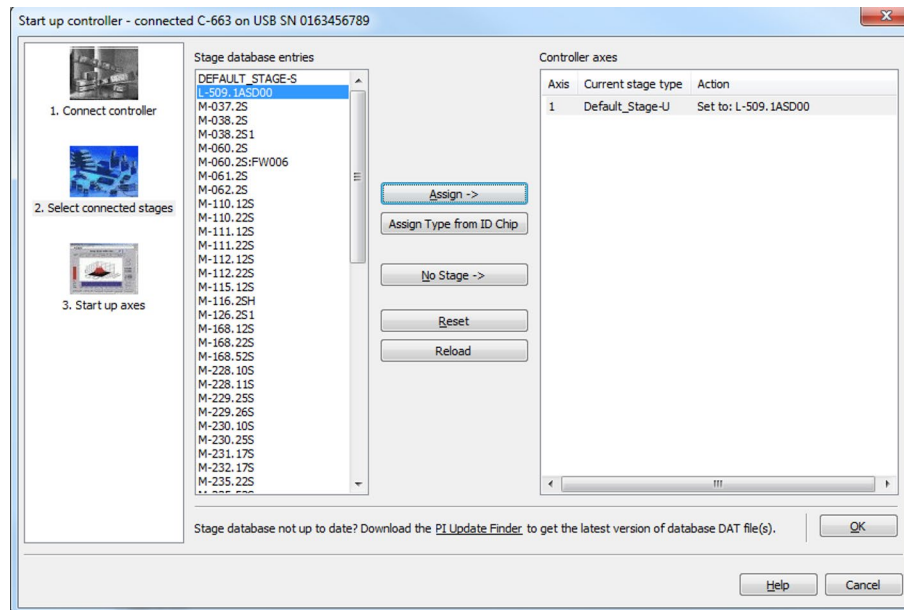 Start up controller - connected C-663 on USB SN 0163456789
1. Connect controller
2. Select connected stages
3. Start up axes
Stage database entries
DEFAULT_STAGE-S
L-509.1ASD00
M-037.2S
M-038.2S
M-038.2S1
M-060.2S
M-060.2S:FW006
M-061.2S
M-062.2S
M-110.12S
M-110.22S
M-111.12S
M-111.22S
M-112.12S
M-112.22S
M-115.12S
M-116.2SH
M-126.2S1
M-168.12S
M-168.22S
M-168.52S
M-228.10S
M-228.11S
M-229.25S
M-229.26S
M-230.10S
M-230.25S
M-231.17S
M-232.17S
M-235.22S
Assign ->
Assign Type from ID Chip
No Stage ->
Reset
Reload
Controller axes
Axis Current stage type Action
1 Default_Stage-U Set to: L-509.1ASD00
Stage database not up to date? Download the PI Update Finder to get the latest version of database DAT file(s).
OK
Help
Cancel